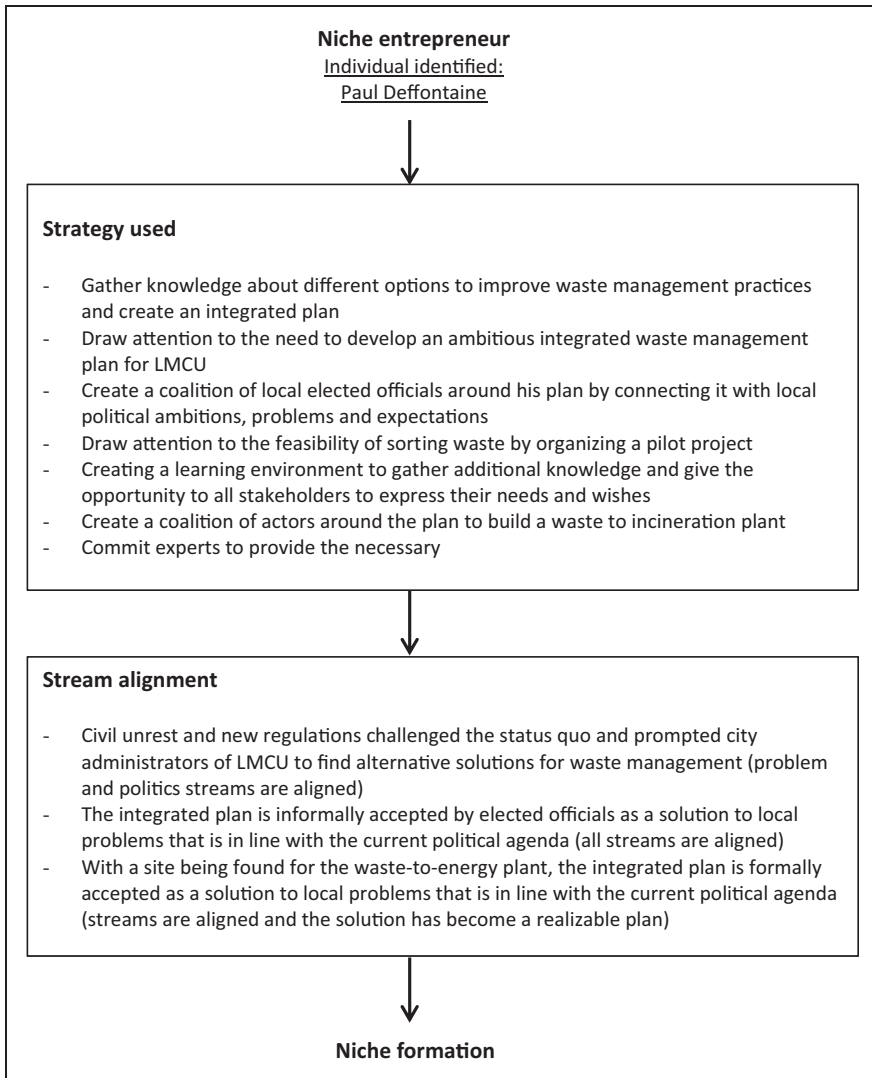 Niche entrepreneur
Individual identified:
Paul Deffontaine
Strategy used
- Gather knowledge about different options to improve waste management practices
and create an integrated plan
- Draw attention to the need to develop an ambitious integrated waste management
plan for LMCU
- Create a coalition of local elected officials around his plan by connecting it with local
political ambitions, problems and expectations
- Draw attention to the feasibility of sorting waste by organizing a pilot project
- Creating a learning environment to gather additional knowledge and give the
opportunity to all stakeholders to express their needs and wishes
- Create a coalition of actors around the plan to build a waste to incineration plant
- Commit experts to provide the necessary
Stream alignment
- Civil unrest and new regulations challenged the status quo and prompted city
administrators of LMCU to find alternative solutions for waste management (problem
and politics streams are aligned)
- The integrated plan is informally accepted by elected officials as a solution to local
problems that is in line with the current political agenda (all streams are aligned)
- With a site being found for the waste-to-energy plant, the integrated plan is formally
accepted as a solution to local problems that is in line with the current political agenda
(streams are aligned and the solution has become a realizable plan)
Niche formation